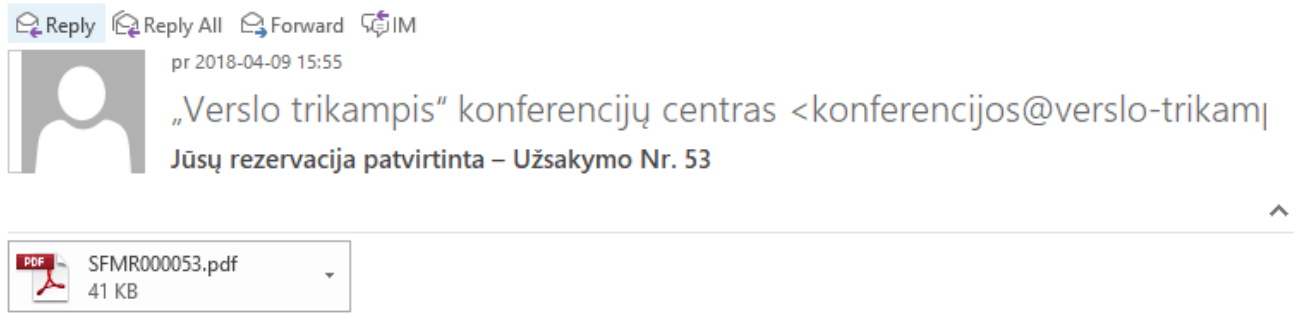 Reply Reply All Forward IM
pr 2018-04-09 15:55
„Verslo trikampis“ konferencijų centras <konferencijos@verslo-trikamp
Jūsų rezervacija patvirtinta – Užsakymo Nr. 53
PDF
SFMR000053.pdf
41 KB